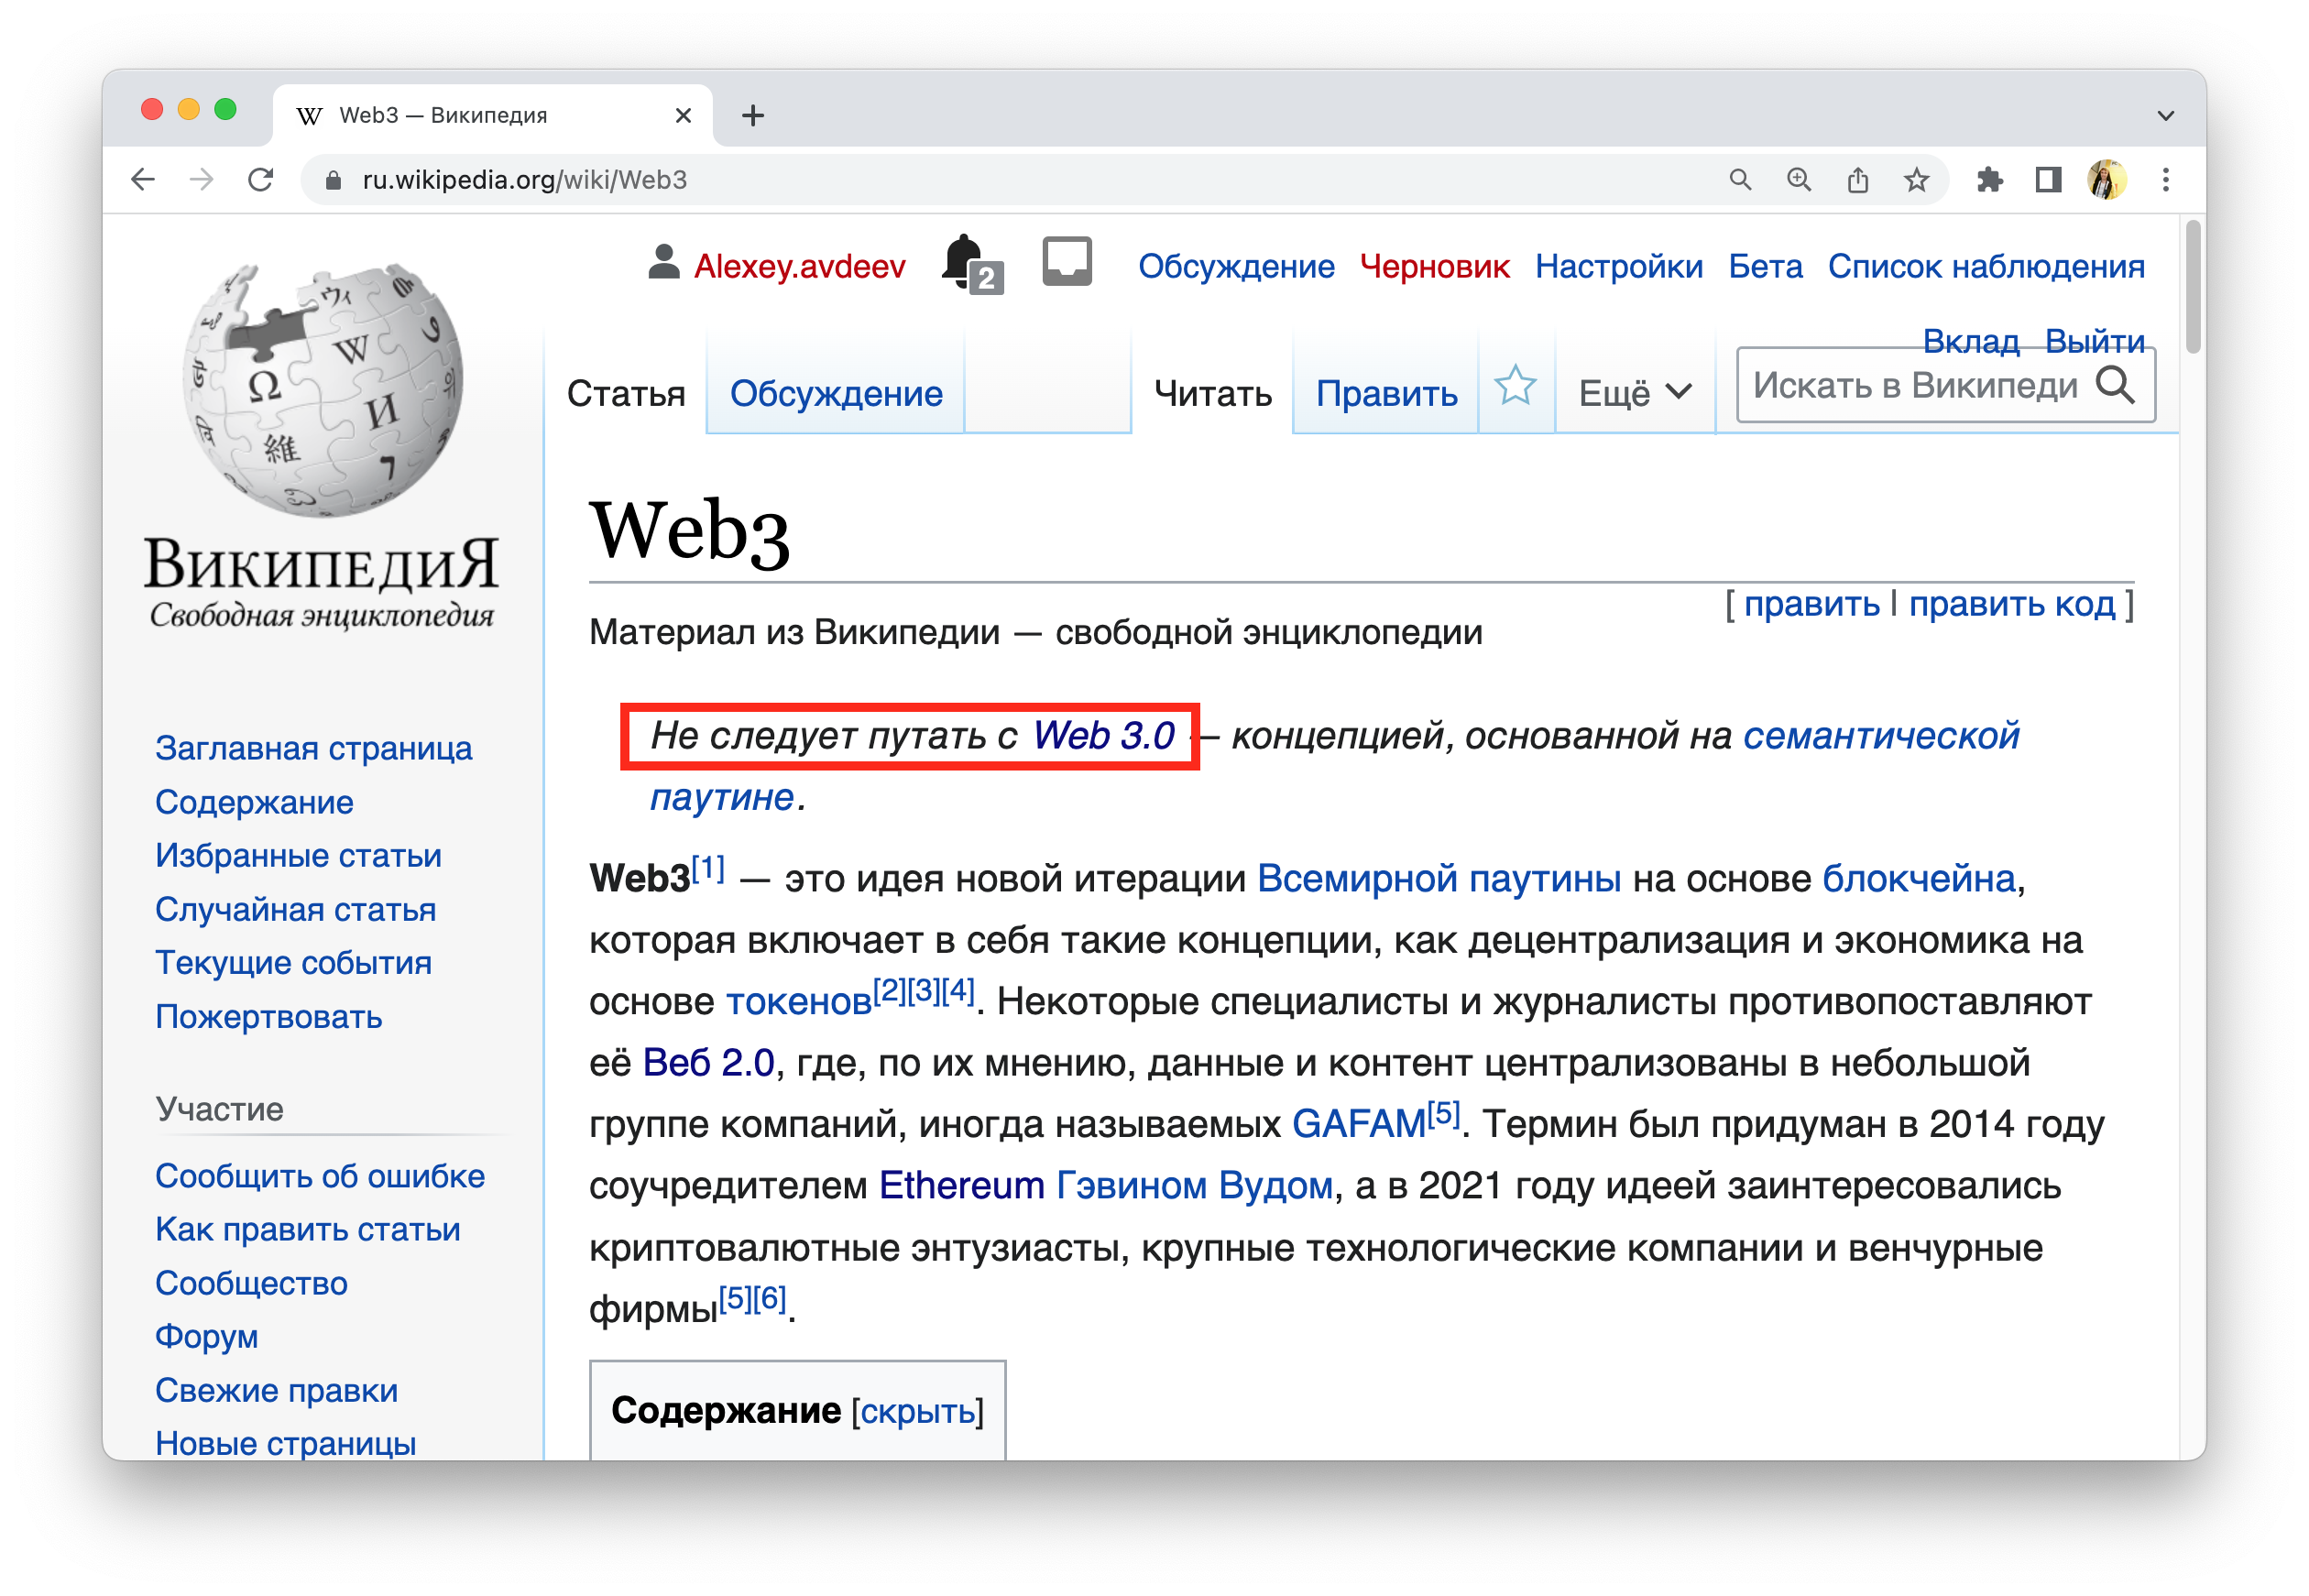 Web3 — Википедия
ru.wikipedia.org/wiki/Web3
Alexey.avdeev 2 Обсуждение Черновик Настройки Бета Список наблюдения
Вклад Выйти
Статья Обсуждение Читать Править Ещё Искать в Википеди
W
Ω
И
維
ВИКИПЕДИЯ
Свободная энциклопедия
Заглавная страница
Содержание
Избранные статьи
Случайная статья
Текущие события
Пожертвовать
Участие
Сообщить об ошибке
Как править статьи
Сообщество
Форум
Свежие правки
Новые страницы
Web3
[ править | править код ]
Материал из Википедии — свободной энциклопедии
Не следует путать с Web 3.0 — концепцией, основанной на семантической
паутине.
Web3[1] — это идея новой итерации Всемирной паутины на основе блокчейна,
которая включает в себя такие концепции, как децентрализация и экономика на
основе токенов[2][3][4]. Некоторые специалисты и журналисты противопоставляют
её Веб 2.0, где, по их мнению, данные и контент централизованы в небольшой
группе компаний, иногда называемых GAFAM[5]. Термин был придуман в 2014 году
соучредителем Ethereum Гэвином Вудом, а в 2021 году идеей заинтересовались
криптовалютные энтузиасты, крупные технологические компании и венчурные
фирмы[5][6].
Содержание [скрыть]